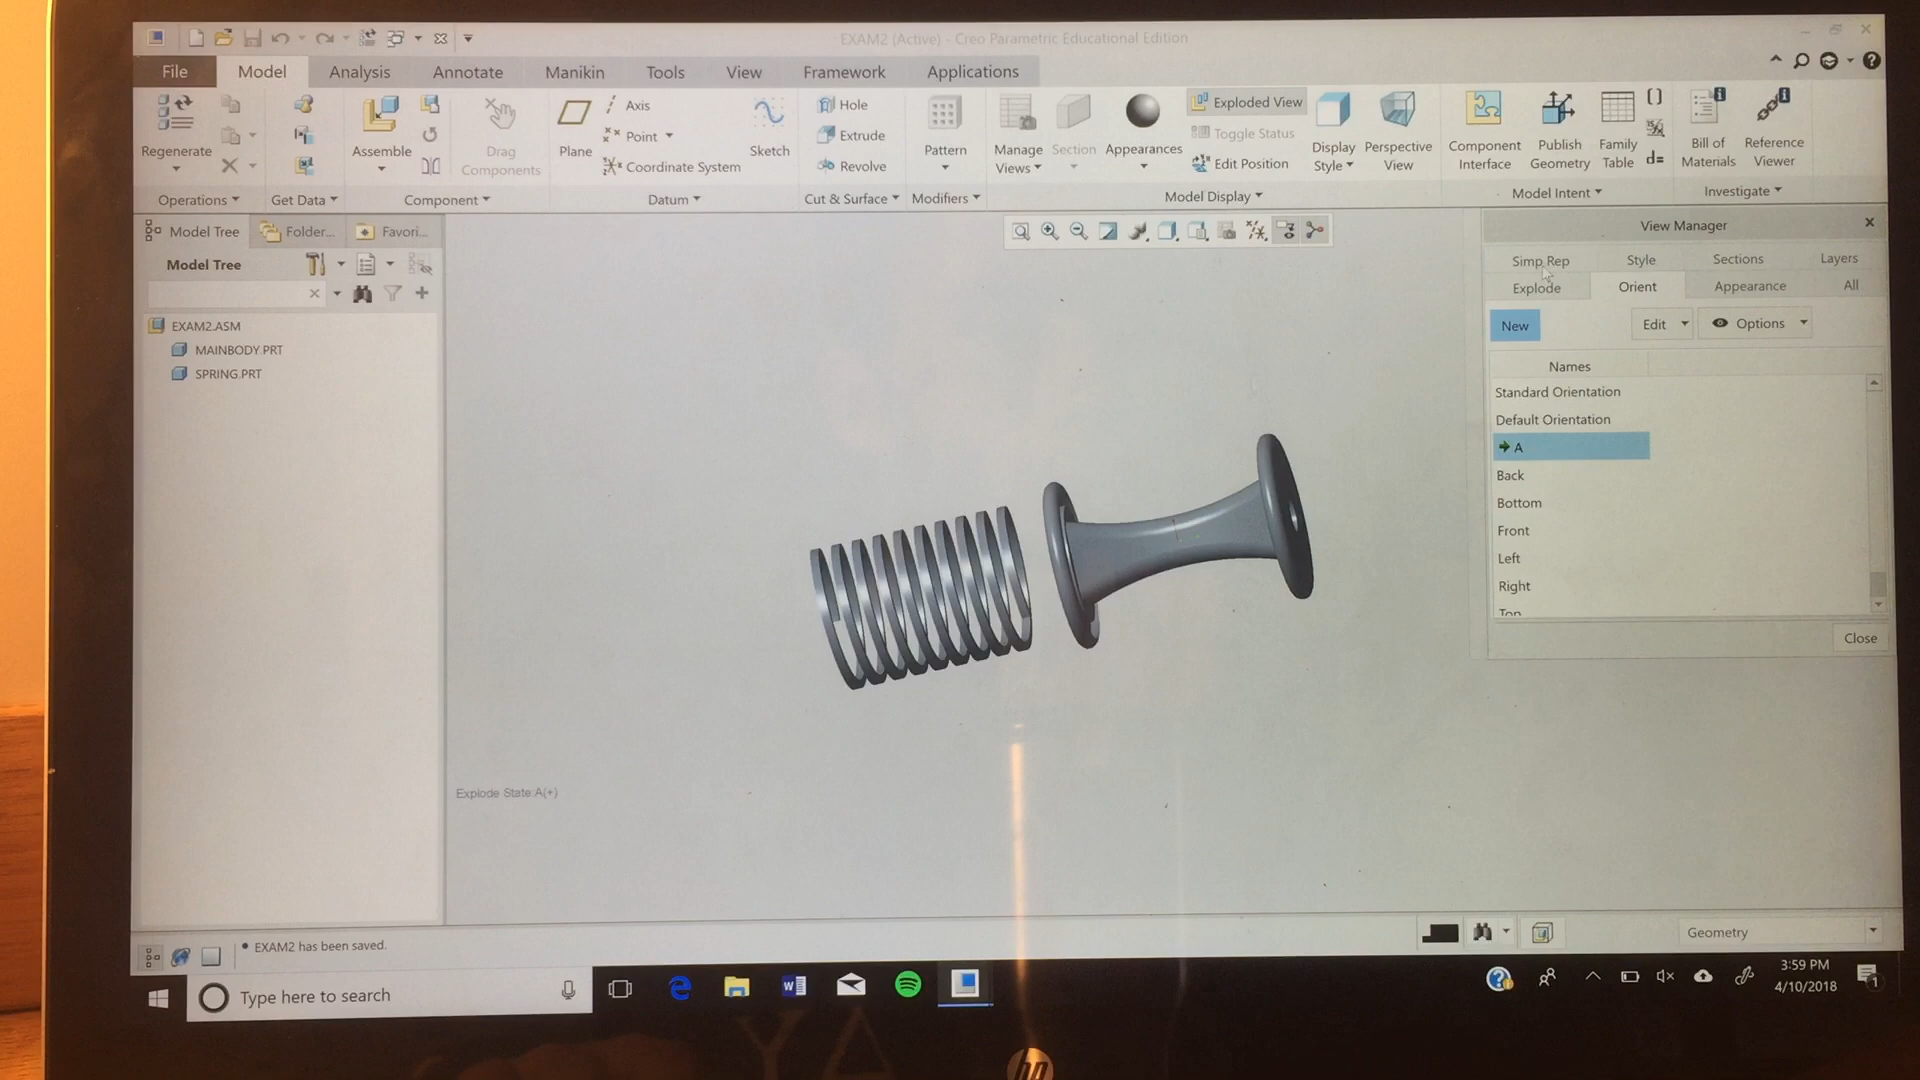 EXAM2 (Active) - Creo Parametric Educational Edition
File Model Analysis Annotate Manikin Tools View Framework Applications
Regenerate
Operations
Get Data
Assemble
Drag Components
Component
Plane
Axis
Point
Coordinate System
Sketch
Datum
Hole
Extrude
Revolve
Cut & Surface
Pattern
Modifiers
Manage Views
Section
Appearances
Exploded View
Toggle Status
Edit Position
Display Style
Perspective View
Model Display
Component Interface
Publish Geometry
Family Table
d=
Model Intent
Bill of Materials
Reference Viewer
Investigate
Model Tree Folder... Favori...
Model Tree
EXAM2.ASM
MAINBODY.PRT
SPRING.PRT
View Manager
Simp Rep Style Sections Layers
Explode Orient Appearance All
New Edit Options
Names
Standard Orientation
Default Orientation
A
Back
Bottom
Front
Left
Right
Top
Close
Explode State:A(+)
EXAM2 has been saved.
Geometry
Type here to search
3:59 PM
4/10/2018
1
hp